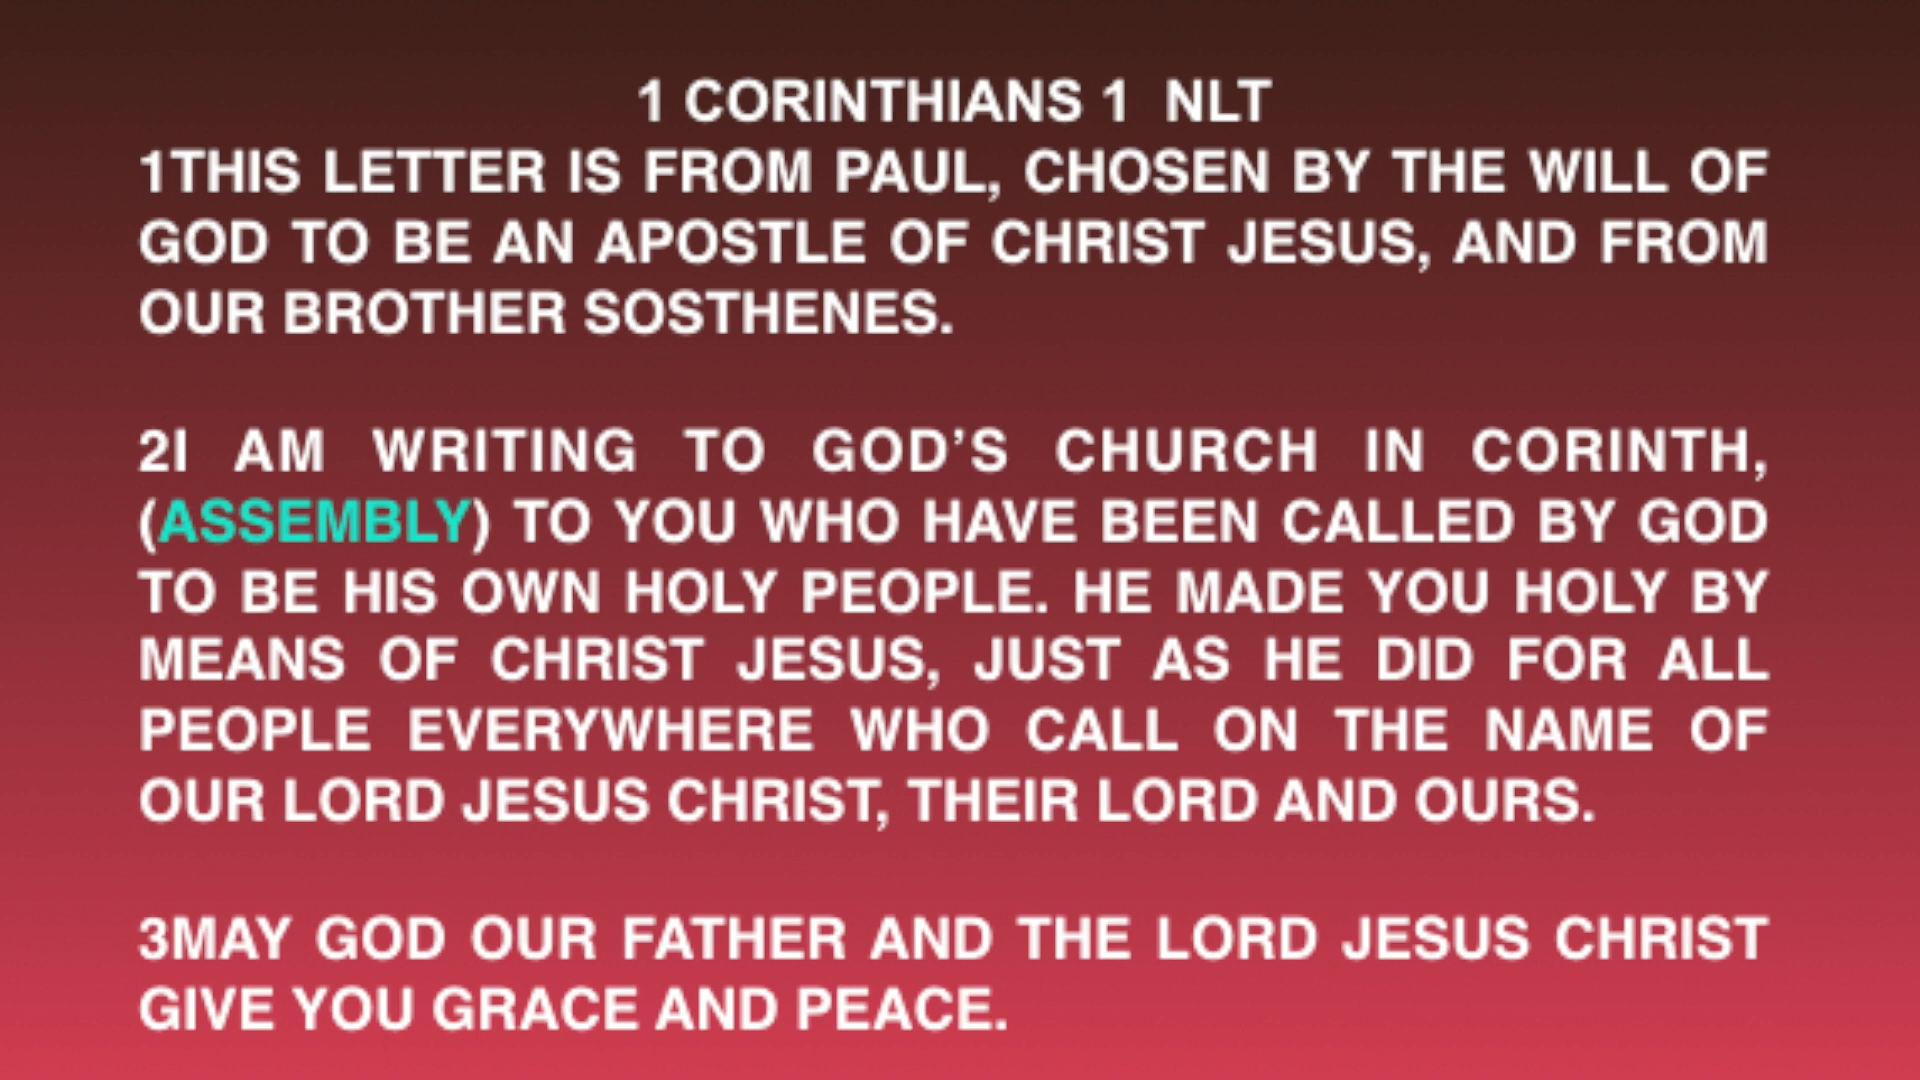 1 CORINTHIANS 1  NLT
1THIS LETTER IS FROM PAUL, CHOSEN BY THE WILL OF
GOD TO BE AN APOSTLE OF CHRIST JESUS, AND FROM
OUR BROTHER SOSTHENES.
2I AM WRITING TO GOD’S CHURCH IN CORINTH,
(ASSEMBLY) TO YOU WHO HAVE BEEN CALLED BY GOD
TO BE HIS OWN HOLY PEOPLE. HE MADE YOU HOLY BY
MEANS OF CHRIST JESUS, JUST AS HE DID FOR ALL
PEOPLE EVERYWHERE WHO CALL ON THE NAME OF
OUR LORD JESUS CHRIST, THEIR LORD AND OURS.
3MAY GOD OUR FATHER AND THE LORD JESUS CHRIST
GIVE YOU GRACE AND PEACE.